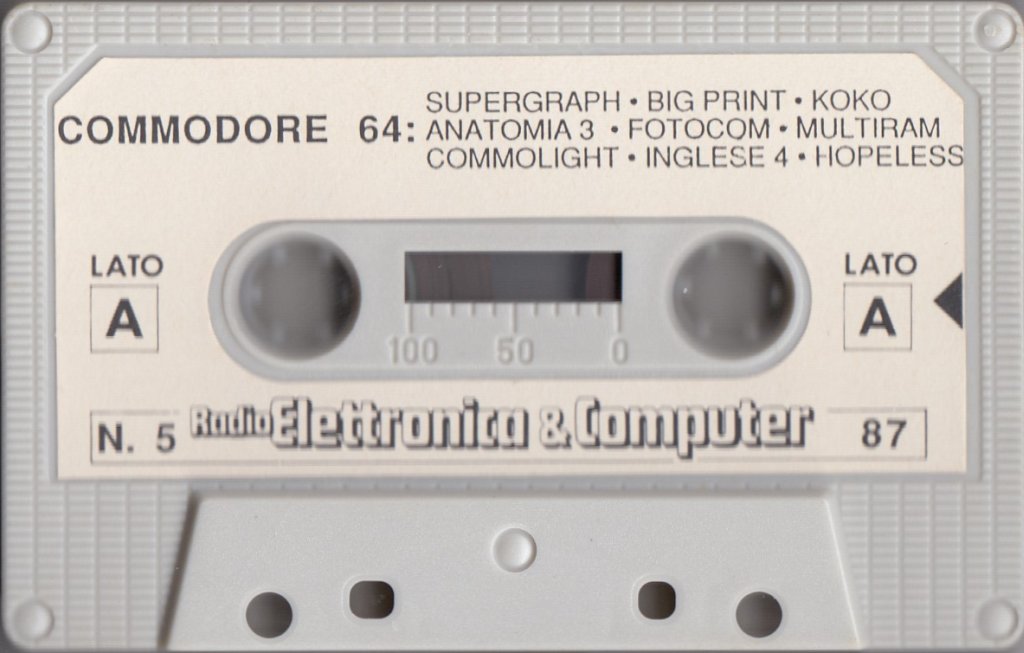 COMMODORE 64:
SUPERGRAPH • BIG PRINT • KOKO
ANATOMIA 3 • FOTOCOM • MULTIRAM
COMMOLIGHT • INGLESE 4 • HOPELESS
LATO
A
LATO
A
100 50 0
N. 5 Radio Elettronica & Computer 87